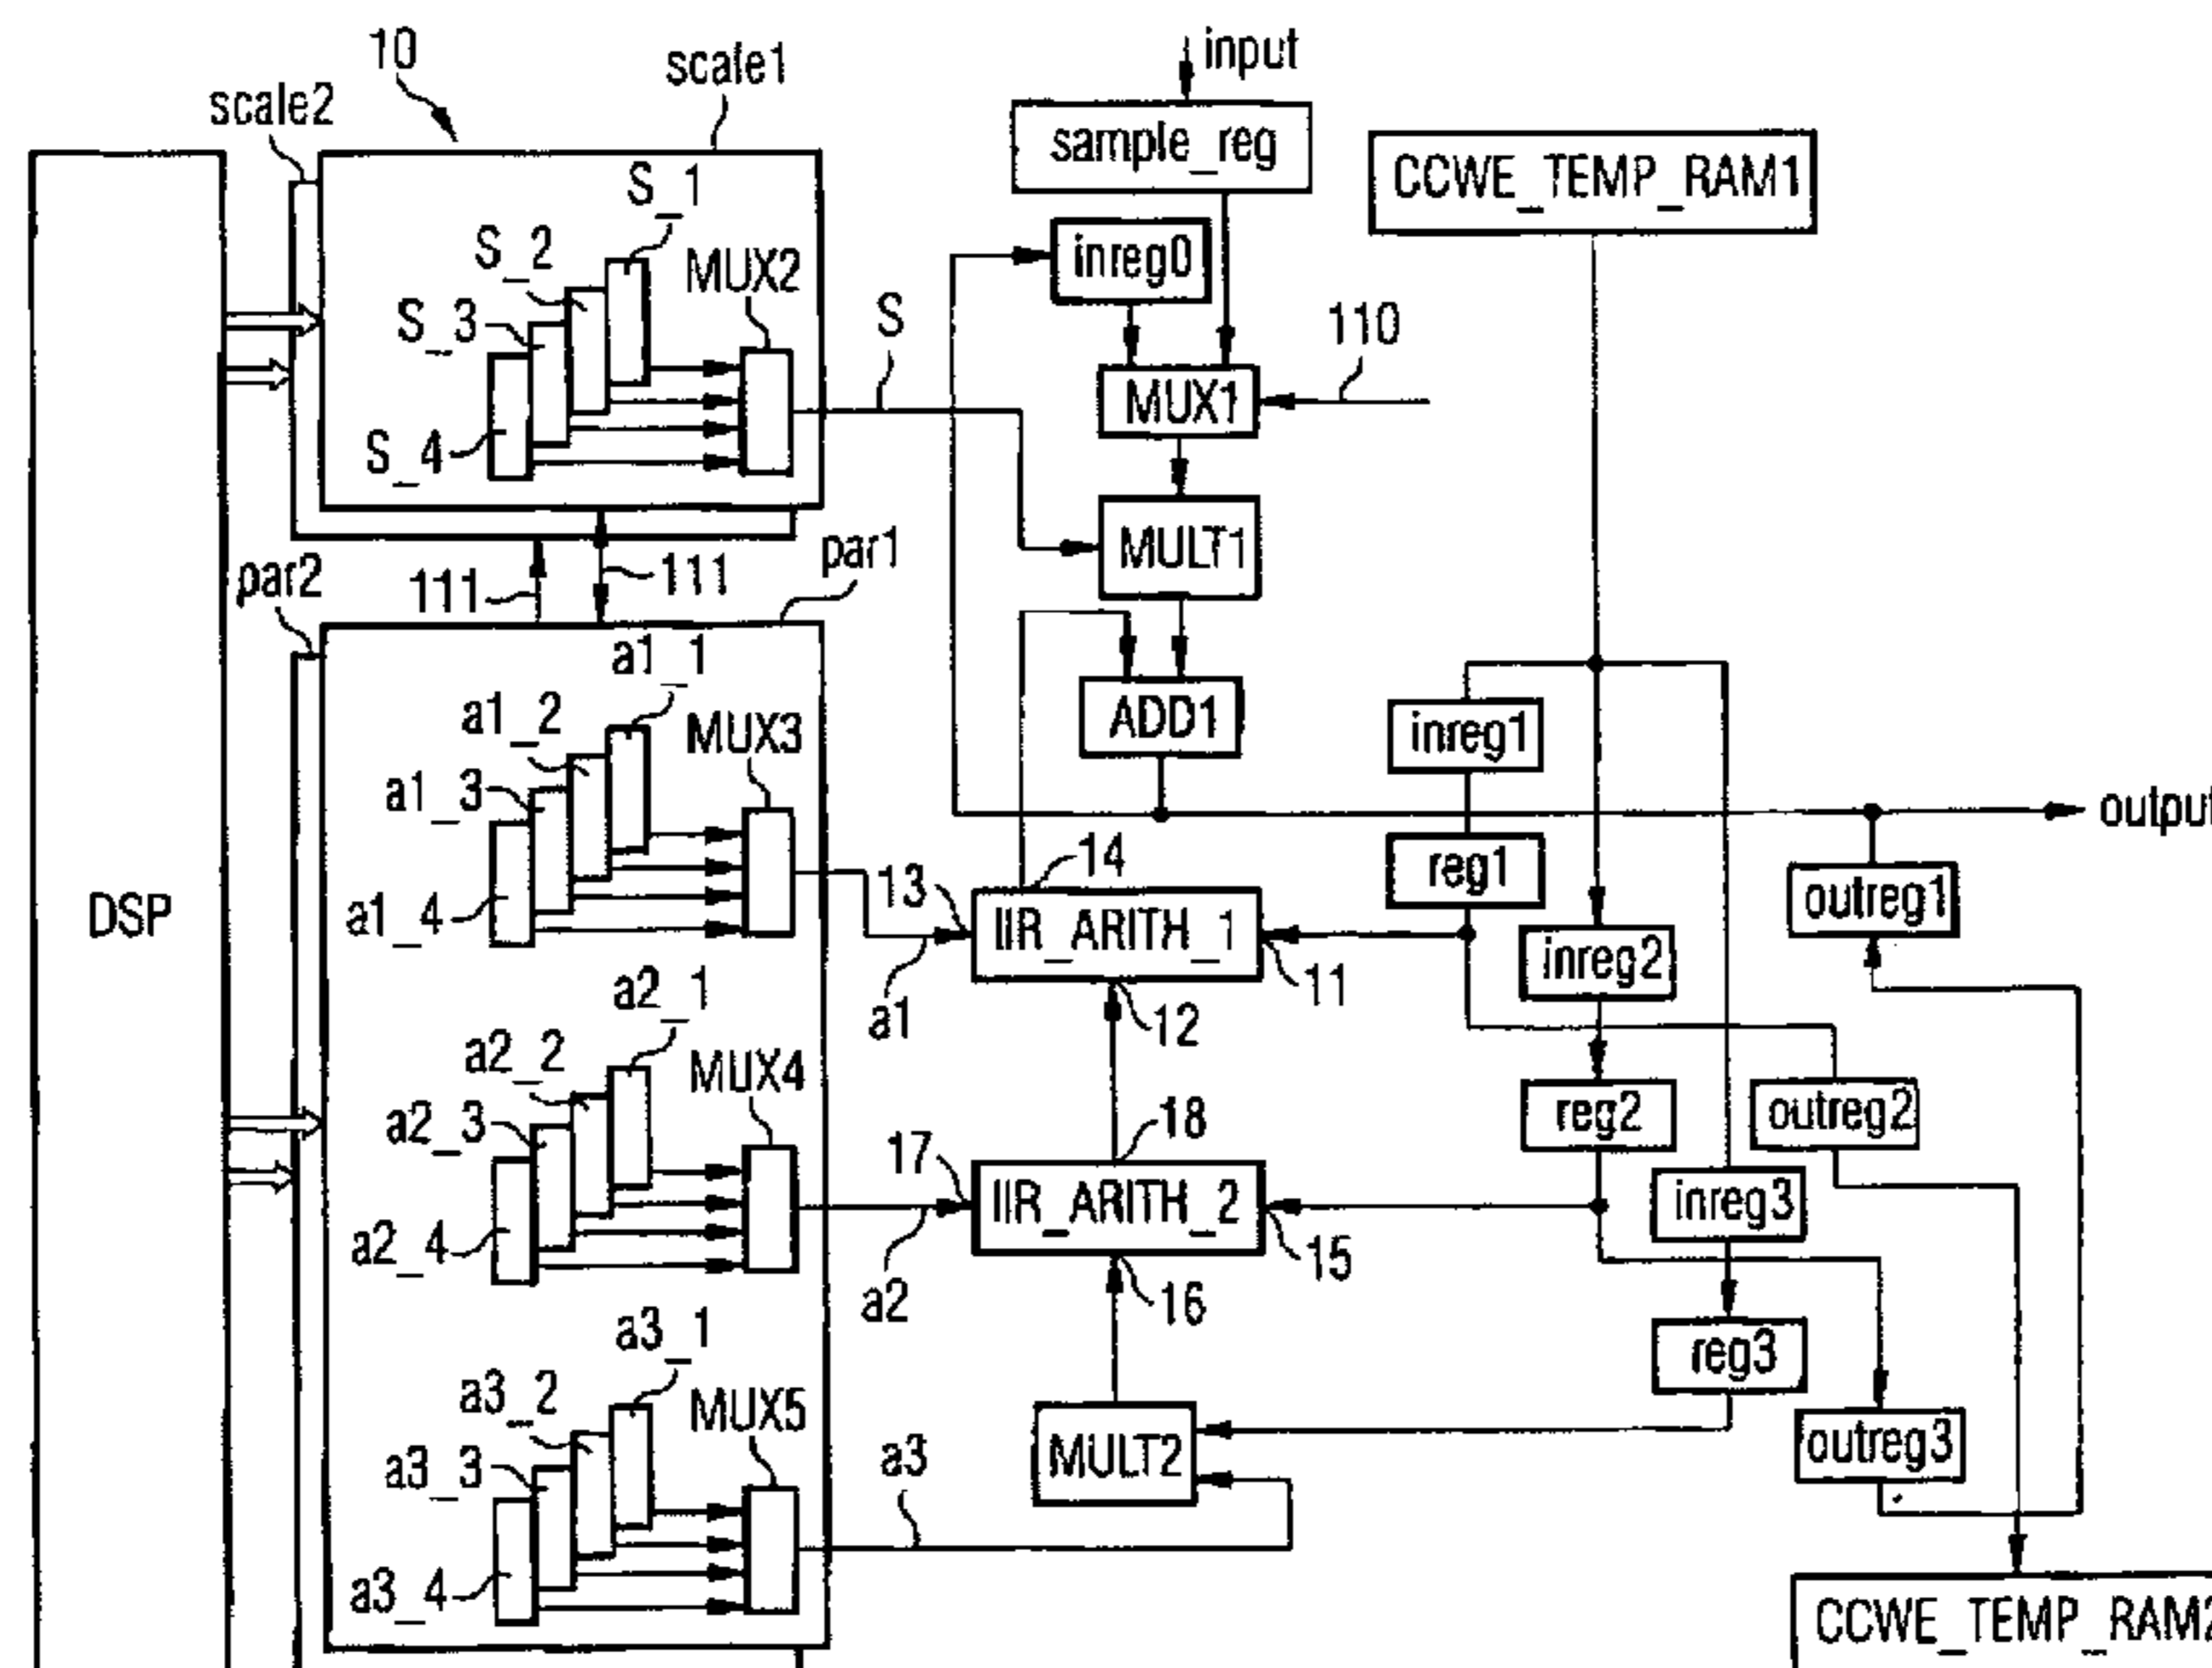 10
scale1
input
scale2
sample_reg
CCWE_TEMP_RAM1
S_1
S_2
MUX2
inreg0
S_3
S
110
MUX1
S_4
MULT1
par2
111
111
par1
a1_1
a1_2
MUX3
ADD1
inreg1
a1_3
output
DSP
a1_4
13
14
reg1
outreg1
IIR_ARITH_1
inreg2
11
a2_1
a1
12
a2_2
MUX4
a2_3
reg2
outreg2
17
18
IIR_ARITH_2
inreg3
a2_4
15
a2
16
a3_1
reg3
a3_2
MUX5
a3_3
a3
MULT2
outreg3
a3_4
CCWE_TEMP_RAM2